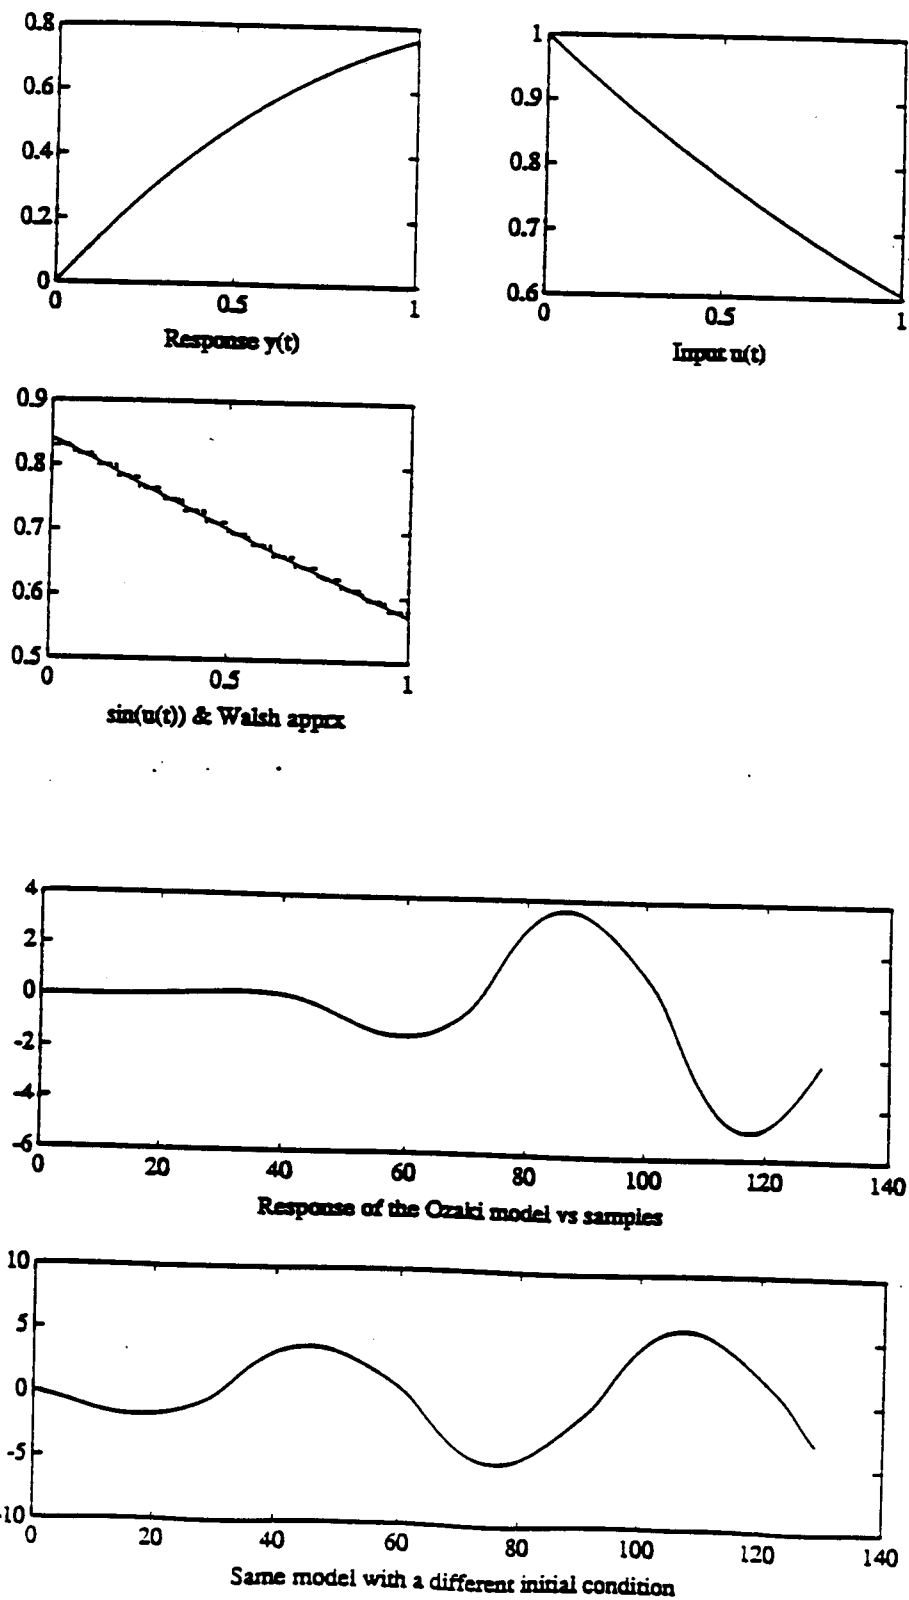 0.8
0.6
0.4
0.2
0
0 0.5 1
Response y(t)
1
0.9
0.8
0.7
0.6
0 0.5 1
Input u(t)
0.9
0.8
0.7
0.6
0.5
0 0.5 1
sin(u(t)) & Walsh apprx
4
2
0
-2
-4
-6
0 20 40 60 80 100 120 140
Response of the Ozaki model vs samples
10
5
0
-5
-10
0 20 40 60 80 100 120 140
Same model with a different initial condition